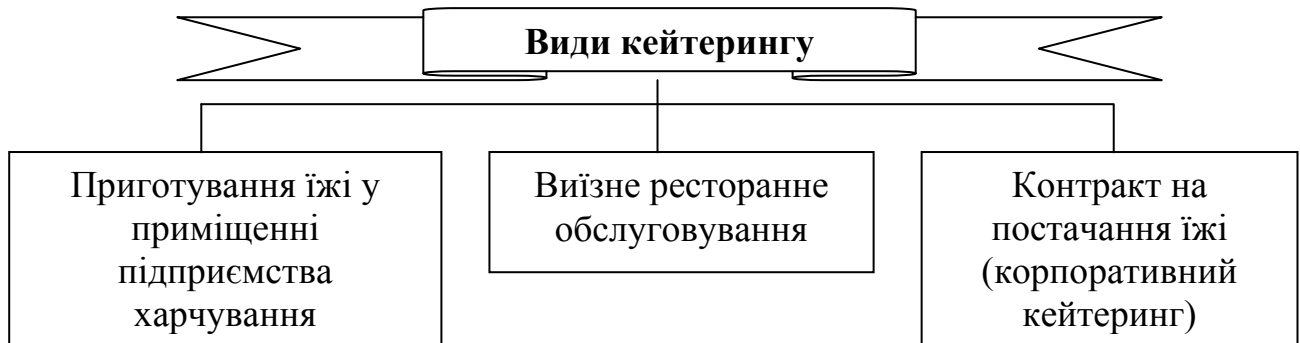 Види кейтерингу
Приготування їжі у
приміщенні
підприємства
харчування
Виїзне ресторанне
обслуговування
Контракт на
постачання їжі
(корпоративний
кейтеринг)